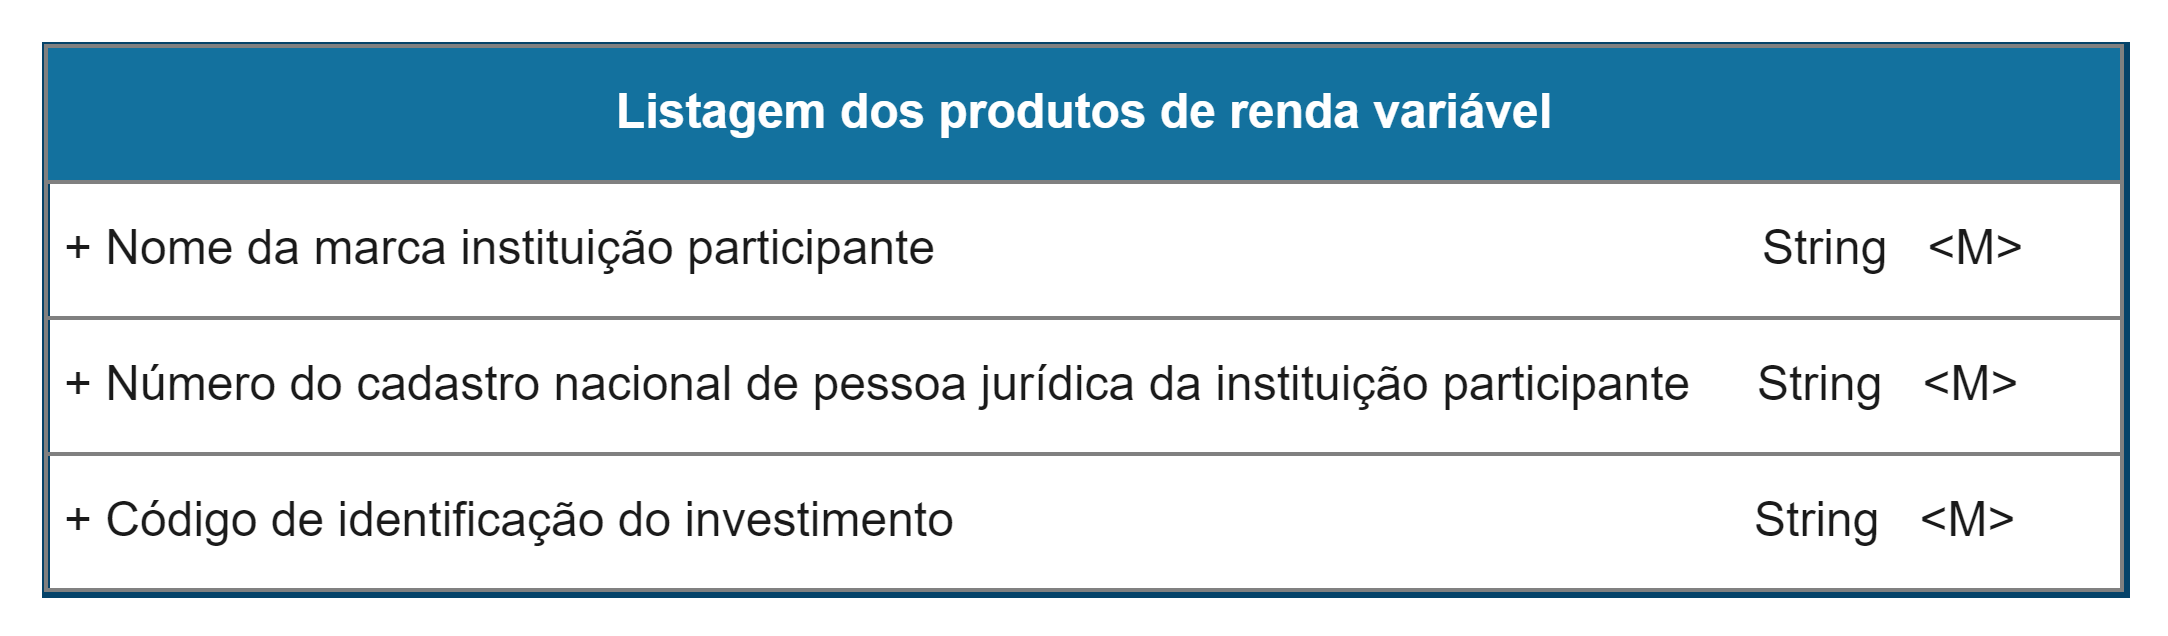 Listagem dos produtos de renda variável
+ Nome da marca instituição participante String <M>
+ Número do cadastro nacional de pessoa jurídica da instituição participante String <M>
+ Código de identificação do investimento String <M>